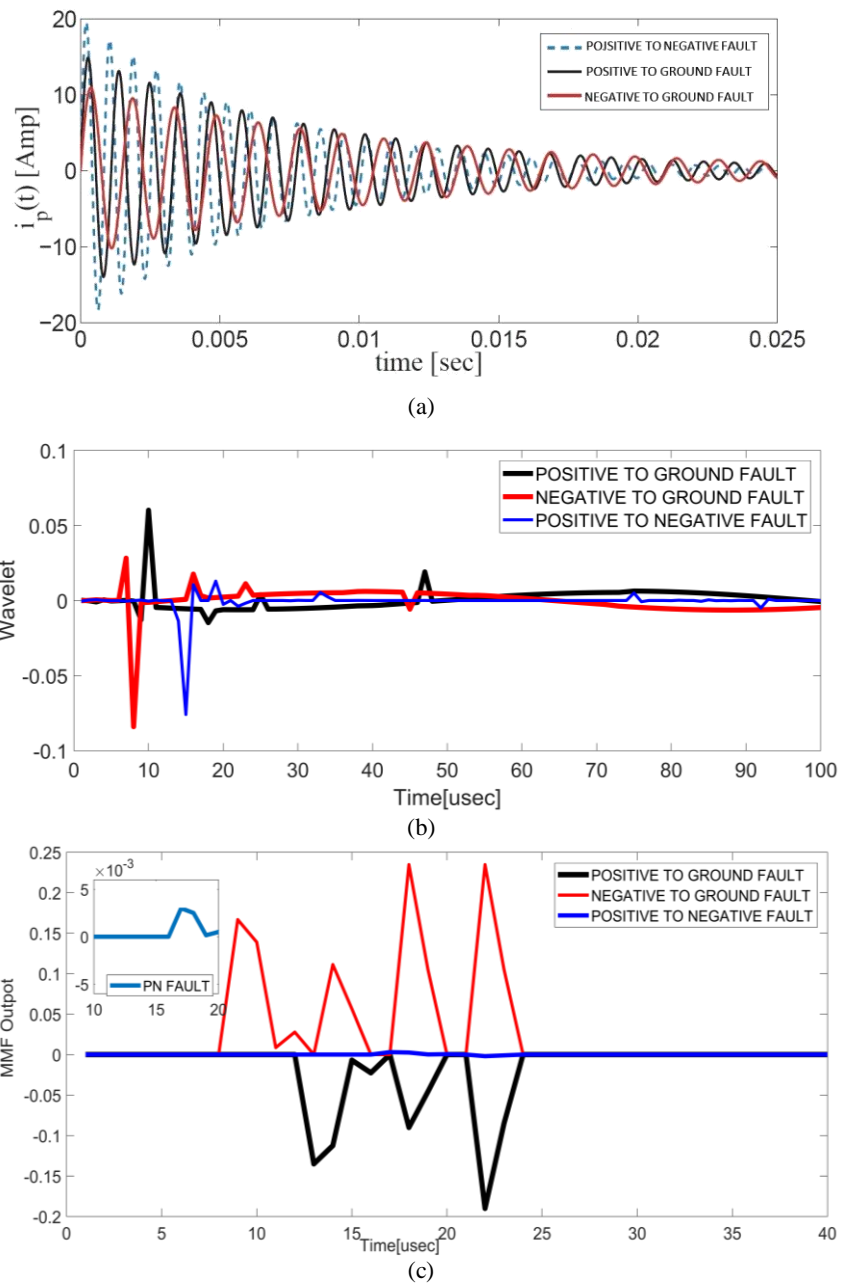 20
10
0
−10
−20
i_p(t) [Amp]
POJSITIVE TO NEGATIVE FAULT
POSITIVE TO GROUND FAULT
NEGATIVE TO GROUND FAULT
0 0.005 0.01 0.015 0.02 0.025
time [sec]
(a)
0.1
0.05
0
-0.05
-0.1
Wavelet
POSITIVE TO GROUND FAULT
NEGATIVE TO GROUND FAULT
POSITIVE TO NEGATIVE FAULT
0 10 20 30 40 50 60 70 80 90 100
Time[usec]
(b)
0.25
0.2
0.15
0.1
0.05
0
-0.05
-0.1
-0.15
-0.2
MMF Outpot
×10⁻³
5
0
-5
PN FAULT
10 15 20
POSITIVE TO GROUND FAULT
NEGATIVE TO GROUND FAULT
POSITIVE TO NEGATIVE FAULT
0 5 10 15 20 25 30 35 40
Time[usec]
(c)